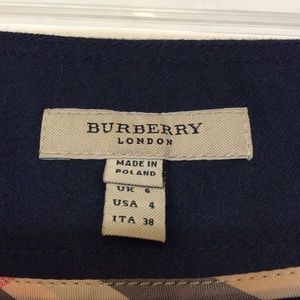 BURBERRY
LONDON
MADE IN
POLAND
UK 6
USA 4
ITA 38